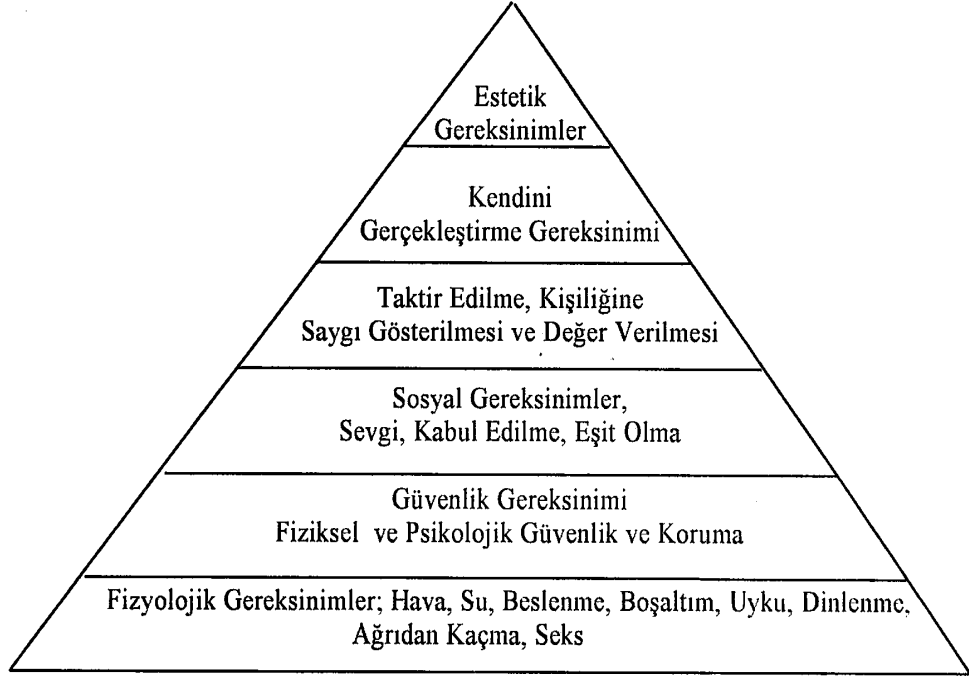 Estetik
Gereksinimler
Kendini
Gerçekleştirme Gereksinimi
Taktir Edilme, Kişiliğine
Saygı Gösterilmesi ve Değer Verilmesi
Sosyal Gereksinimler,
Sevgi, Kabul Edilme, Eşit Olma
Güvenlik Gereksinimi
Fiziksel ve Psikolojik Güvenlik ve Koruma
Fizyolojik Gereksinimler; Hava, Su, Beslenme, Boşaltım, Uyku, Dinlenme,
Ağrıdan Kaçma, Seks